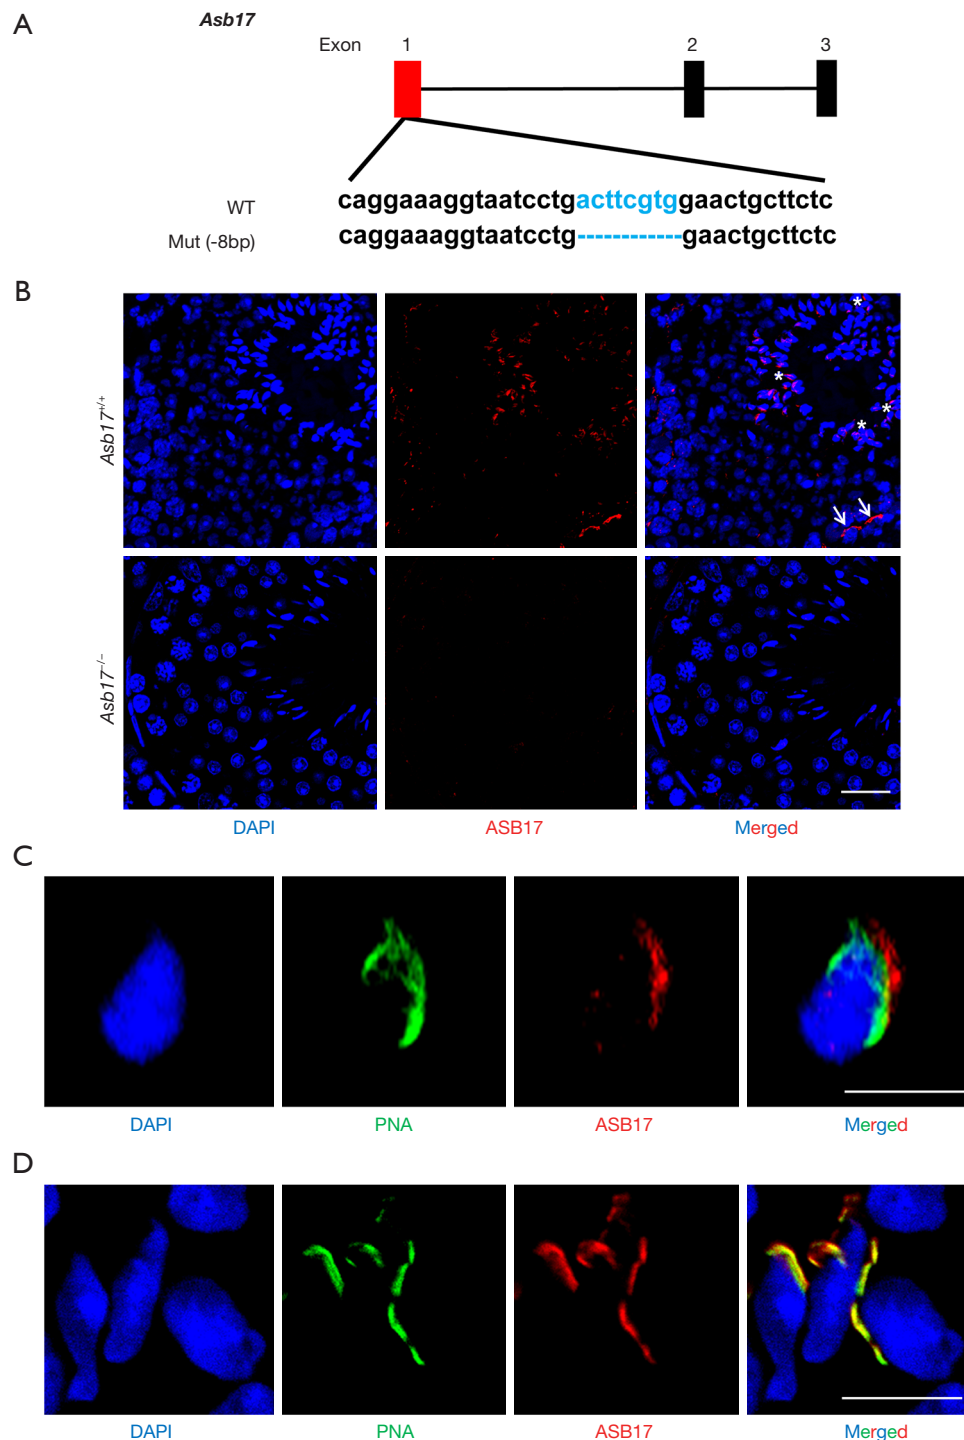 A
Asb17
Exon 1 2 3
WT caggaaaggtaatcctgacttcgtggaactgcttctc
Mut (-8bp) caggaaaggtaatcctg------------gaactgcttctc
B
Asb17+/+
* * * *
Asb17−/−
DAPI ASB17 Merged
C
DAPI PNA ASB17 Merged
D
DAPI PNA ASB17 Merged